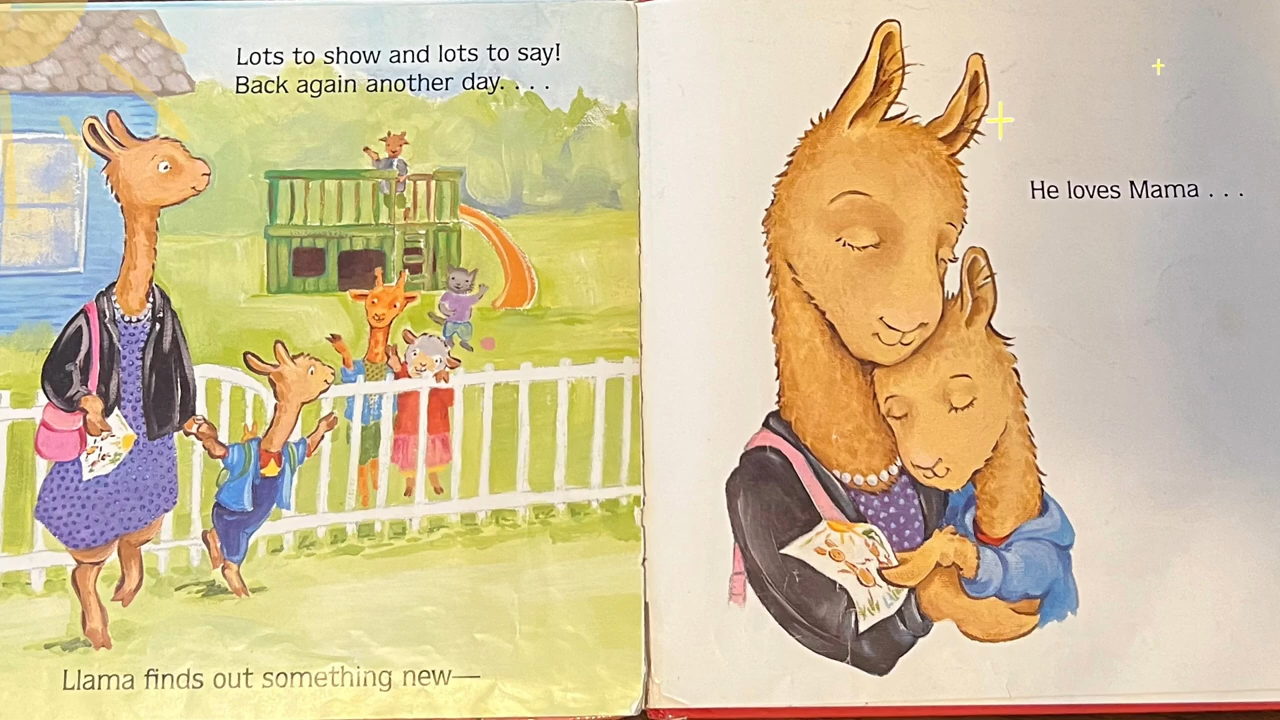 Lots to show and lots to say!
Back again another day. . . .
Llama finds out something new—
He loves Mama . . .